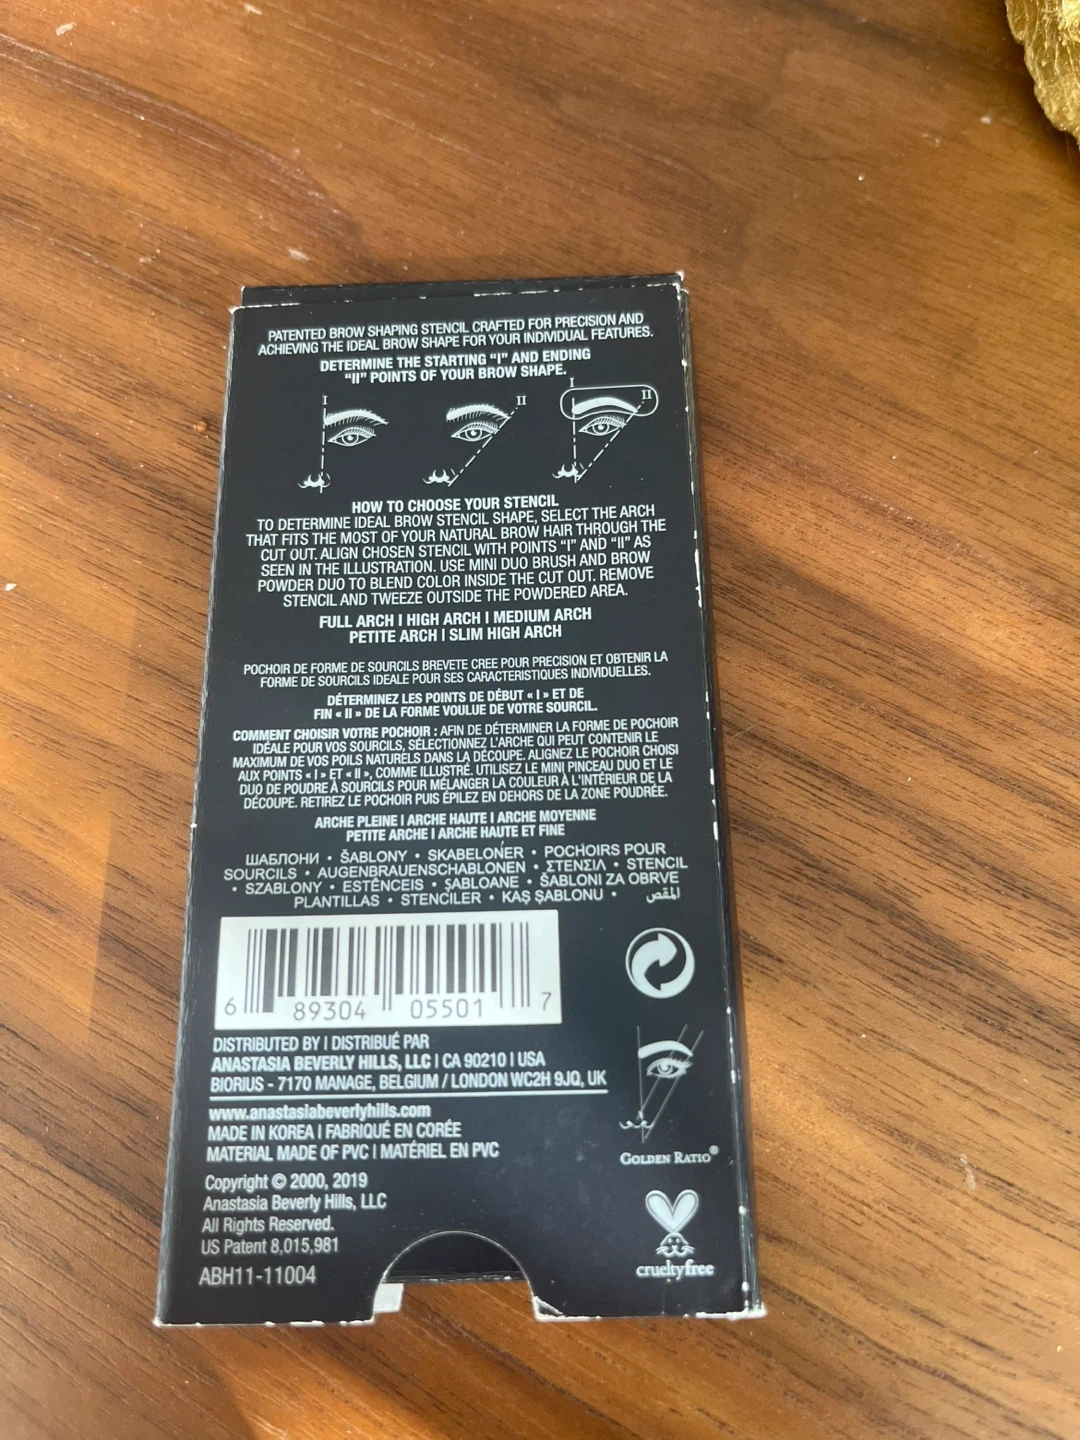 PATENTED BROW SHAPING STENCIL CRAFTED FOR PRECISION AND
ACHIEVING THE IDEAL BROW SHAPE FOR YOUR INDIVIDUAL FEATURES.
DETERMINE THE STARTING “I” AND ENDING
“II” POINTS OF YOUR BROW SHAPE.
I
II
I
II
HOW TO CHOOSE YOUR STENCIL
TO DETERMINE IDEAL BROW STENCIL SHAPE, SELECT THE ARCH
THAT FITS THE MOST OF YOUR NATURAL BROW HAIR THROUGH THE
CUT OUT. ALIGN CHOSEN STENCIL WITH POINTS “I” AND “II” AS
SEEN IN THE ILLUSTRATION. USE MINI DUO BRUSH AND BROW
POWDER DUO TO BLEND COLOR INSIDE THE CUT OUT. REMOVE
STENCIL AND TWEEZE OUTSIDE THE POWDERED AREA.
FULL ARCH I HIGH ARCH I MEDIUM ARCH
PETITE ARCH I SLIM HIGH ARCH
POCHOIR DE FORME DE SOURCILS BREVETE CREE POUR PRECISION ET OBTENIR LA
FORME DE SOURCILS IDEALE POUR SES CARACTERISTIQUES INDIVIDUELLES.
DÉTERMINEZ LES POINTS DE DÉBUT « I » ET DE
FIN « II » DE LA FORME VOULUE DE VOTRE SOURCIL.
COMMENT CHOISIR VOTRE POCHOIR : AFIN DE DÉTERMINER LA FORME DE POCHOIR
IDÉALE POUR VOS SOURCILS, SÉLECTIONNEZ L'ARCHE QUI PEUT CONTENIR LE
MAXIMUM DE VOS POILS NATURELS DANS LA DÉCOUPE. ALIGNEZ LE POCHOIR CHOISI
AUX POINTS « I » ET « II », COMME ILLUSTRÉ. UTILISEZ LE MINI PINCEAU DUO ET LE
DUO DE POUDRE À SOURCILS POUR MÉLANGER LA COULEUR À L'INTÉRIEUR DE LA
DÉCOUPE. RETIREZ LE POCHOIR PUIS ÉPILEZ EN DEHORS DE LA ZONE POUDRÉE.
ARCHE PLEINE I ARCHE HAUTE I ARCHE MOYENNE
PETITE ARCHE I ARCHE HAUTE ET FINE
ШАБЛОНИ • ŠABLONY • SKABELONER • POCHOIRS POUR
SOURCILS • AUGENBRAUENSCHABLONEN • ΣΤΕΝΣΙΛ • STENCIL
• SZABLONY • ESTÊNCEIS • ȘABLOANE • ŠABLONI ZA OBRVE
PLANTILLAS • STENCILER • KAŞ ŞABLONU • المقص
6 89304 05501 7
DISTRIBUTED BY I DISTRIBUÉ PAR
ANASTASIA BEVERLY HILLS, LLC I CA 90210 I USA
BIORIUS - 7170 MANAGE, BELGIUM / LONDON WC2H 9JQ, UK
www.anastasiabeverlyhills.com
MADE IN KOREA I FABRIQUÉ EN CORÉE
MATERIAL MADE OF PVC I MATÉRIEL EN PVC
GOLDEN RATIO®
Copyright © 2000, 2019
Anastasia Beverly Hills, LLC
All Rights Reserved.
US Patent 8,015,981
ABH11-11004
crueltyfree